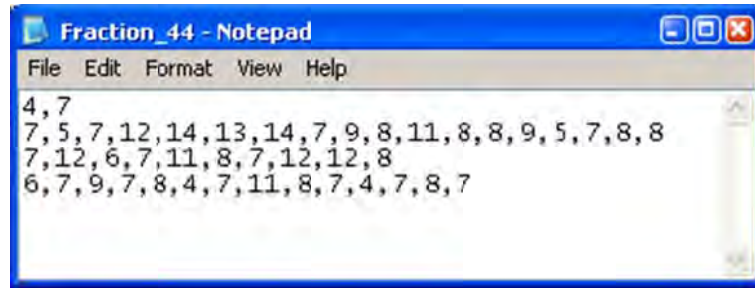 Fraction_44 - Notepad
File Edit Format View Help
4,7
7,5,7,12,14,13,14,7,9,8,11,8,8,9,5,7,8,8
7,12,6,7,11,8,7,12,12,8
6,7,9,7,8,4,7,11,8,7,4,7,8,7